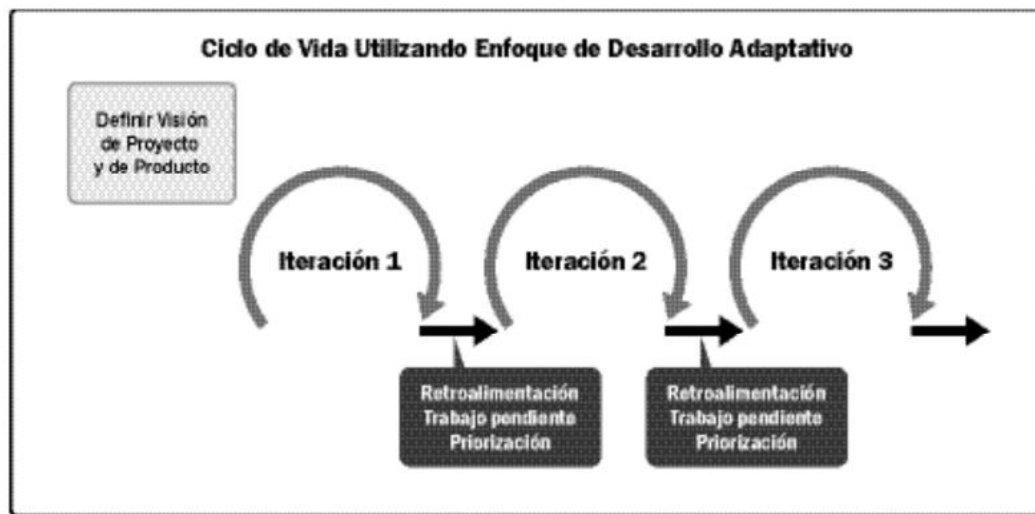 Ciclo de Vida Utilizando Enfoque de Desarrollo Adaptativo
Definir Visión
de Proyecto
y de Producto
Iteración 1
Iteración 2
Iteración 3
Retroalimentación
Trabajo pendiente
Priorización
Retroalimentación
Trabajo pendiente
Priorización